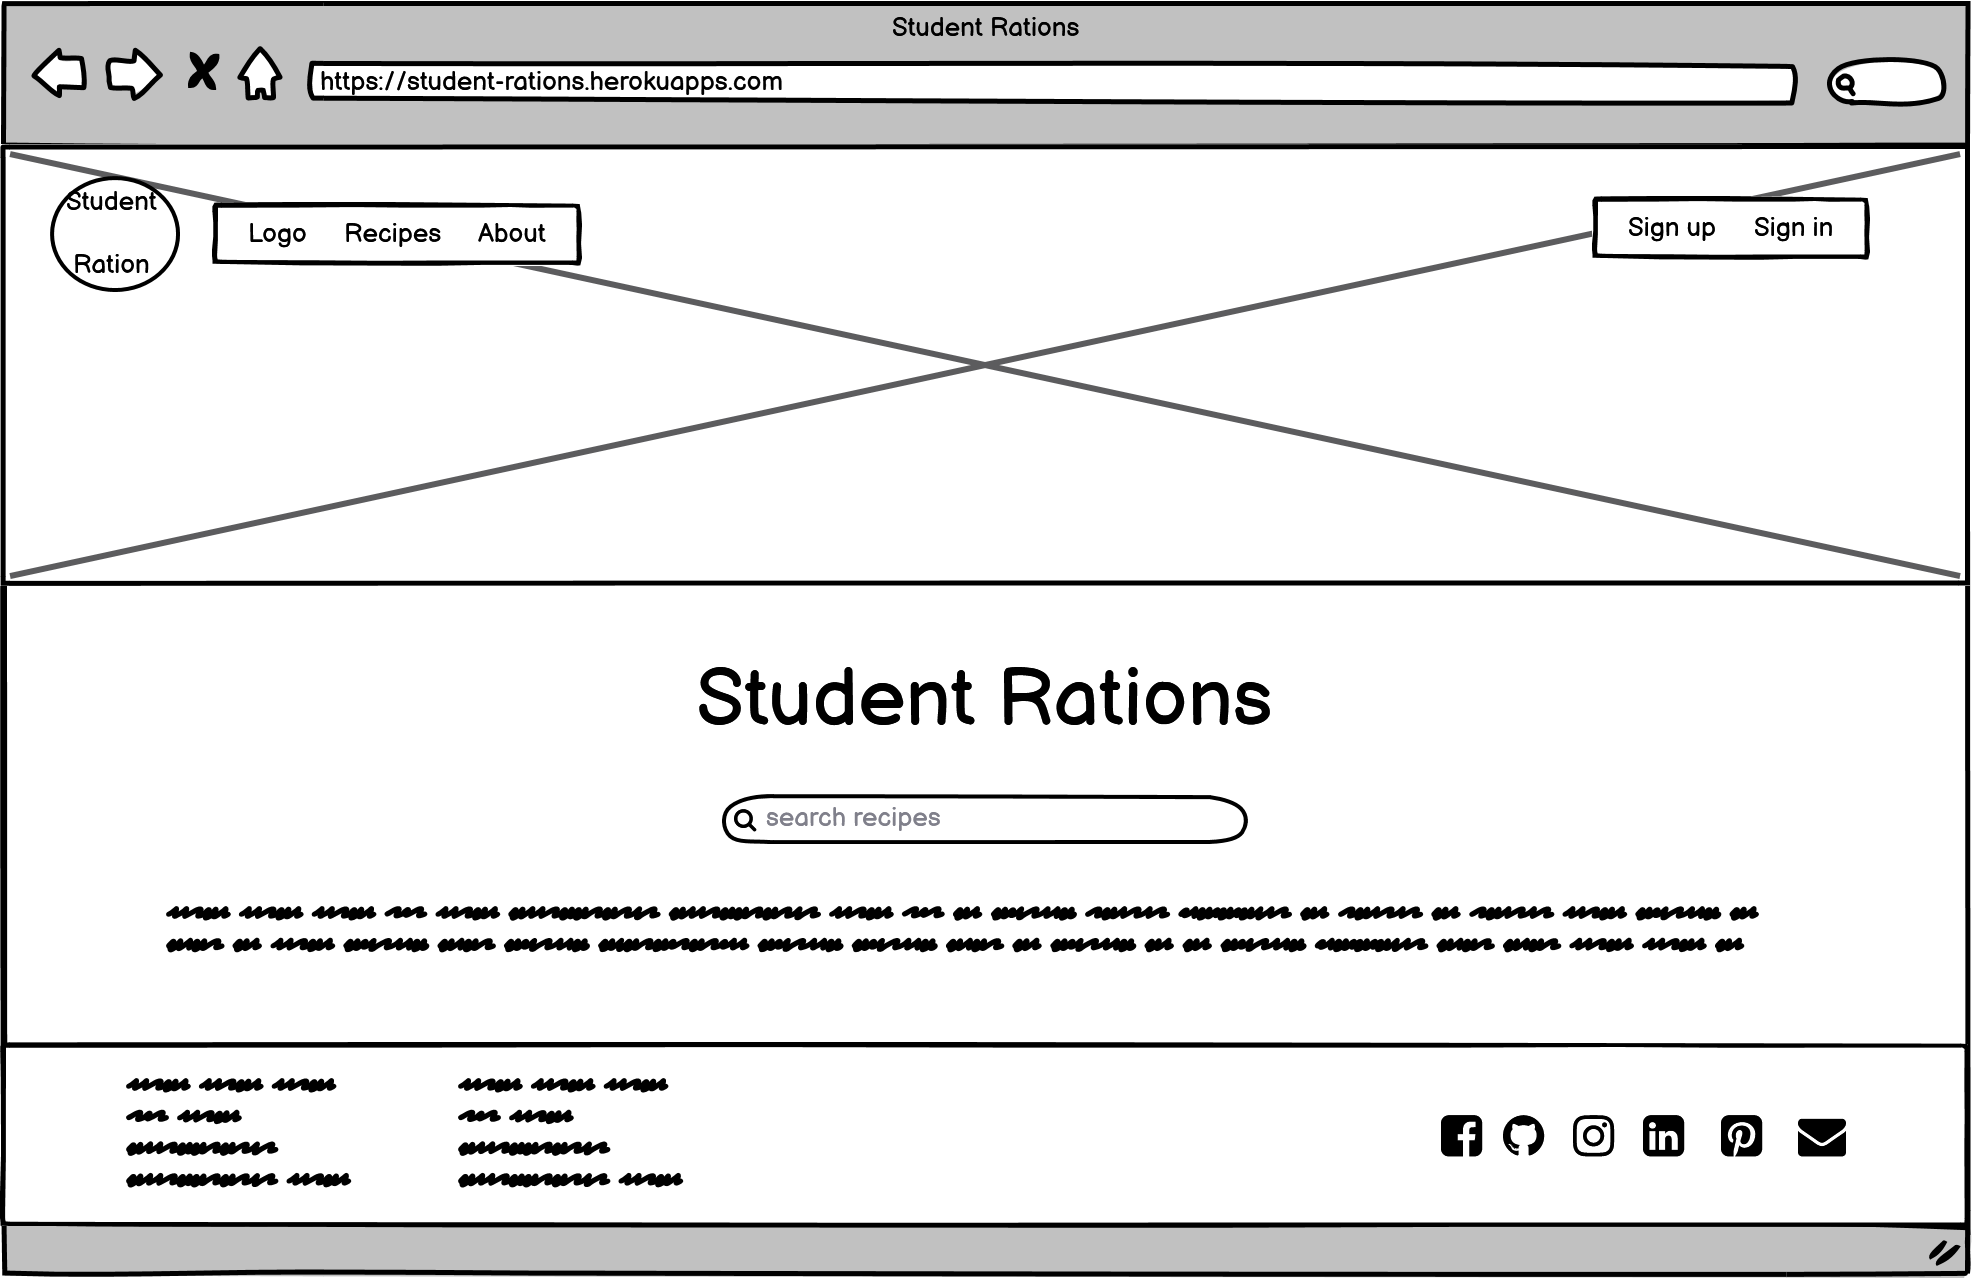 Student Rations
https://student-rations.herokuapps.com
Student
Ration
Logo Recipes About
Sign up Sign in
Student Rations
search recipes